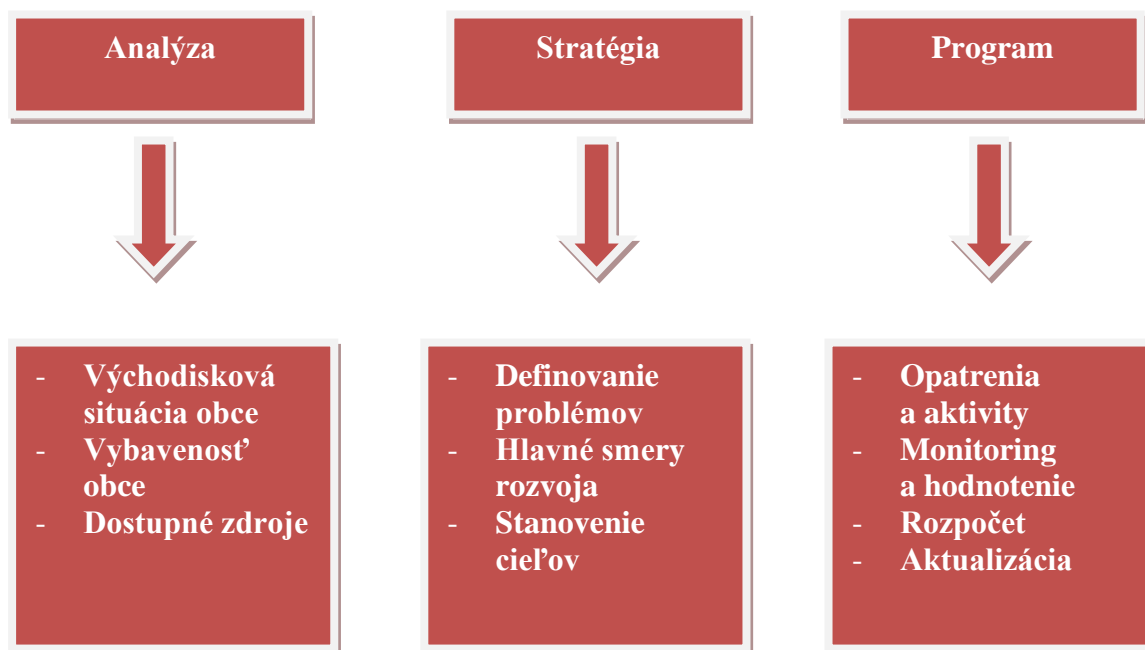 Analýza
Stratégia
Program
- Východisková
situácia obce
- Vybavenosť
obce
- Dostupné zdroje
- Definovanie
problémov
- Hlavné smery
rozvoja
- Stanovenie
cieľov
- Opatrenia
a aktivity
- Monitoring
a hodnotenie
- Rozpočet
- Aktualizácia